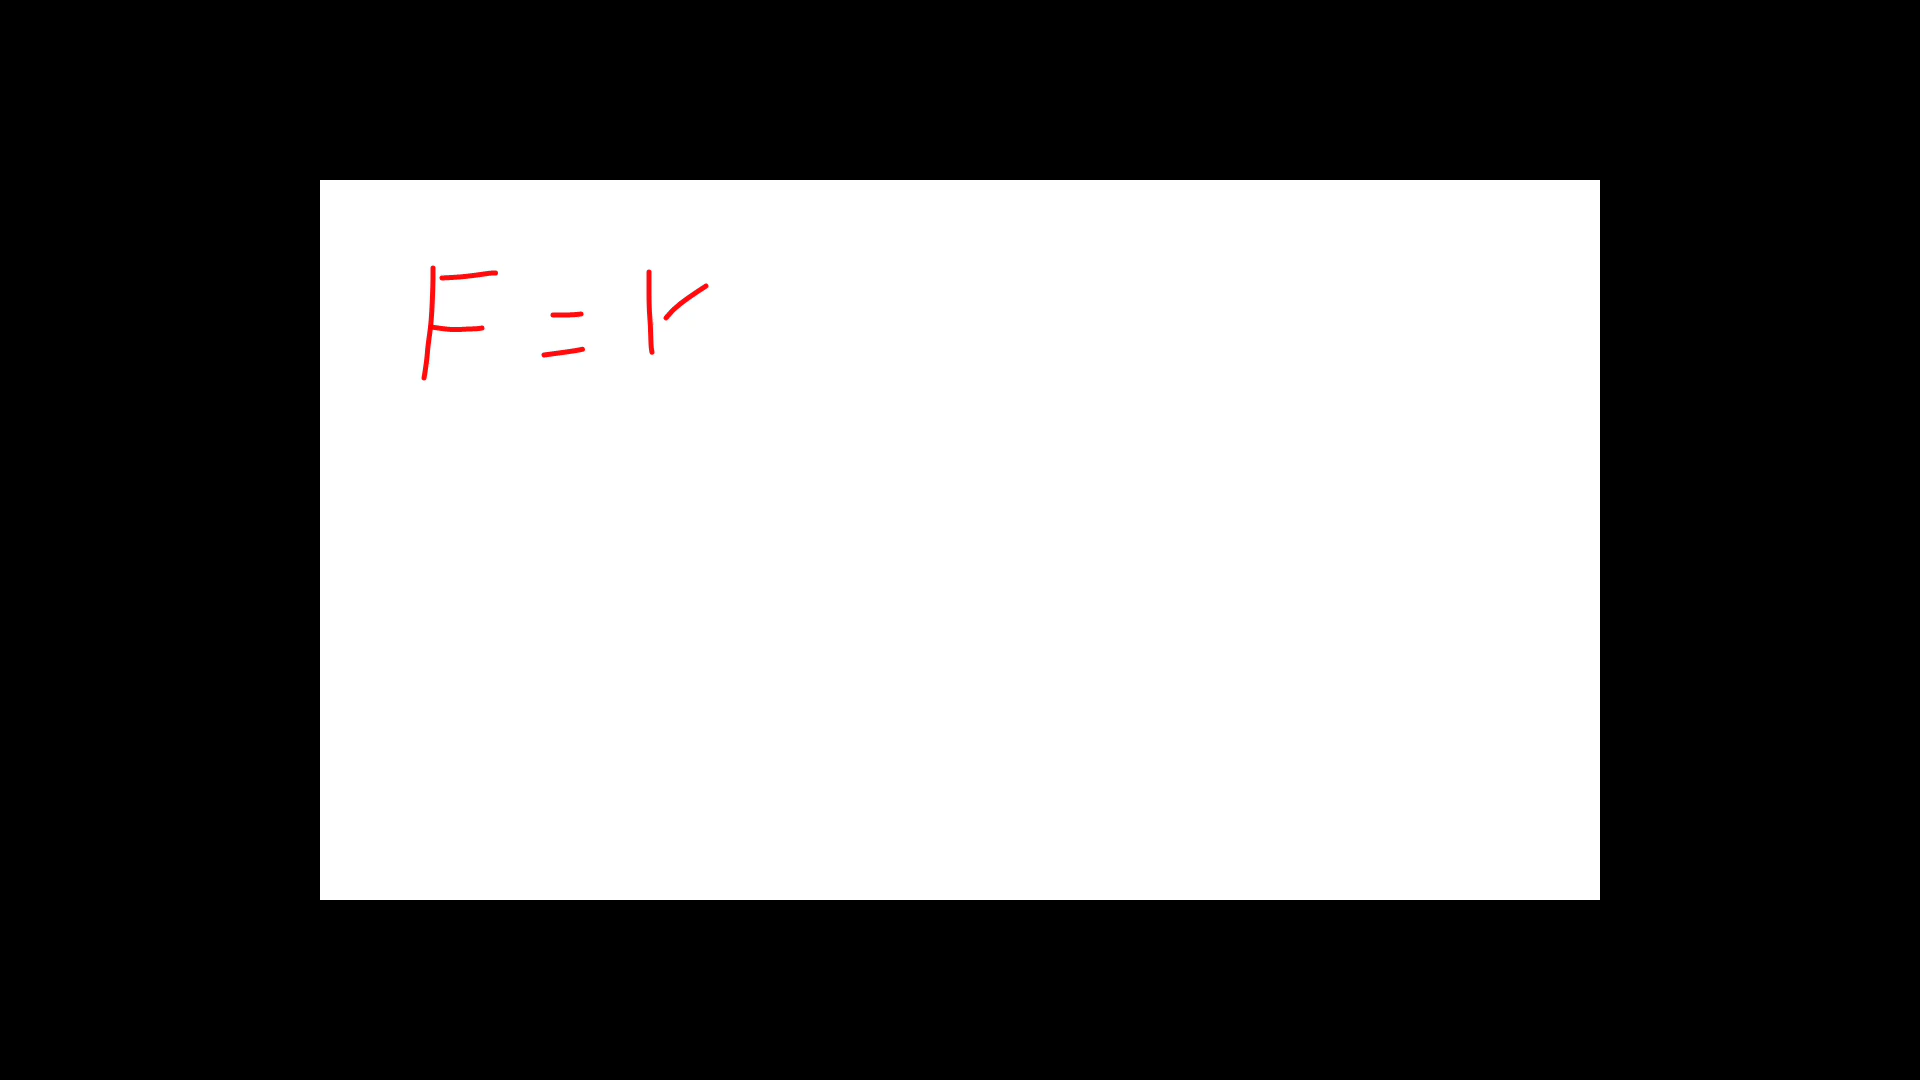 F = r